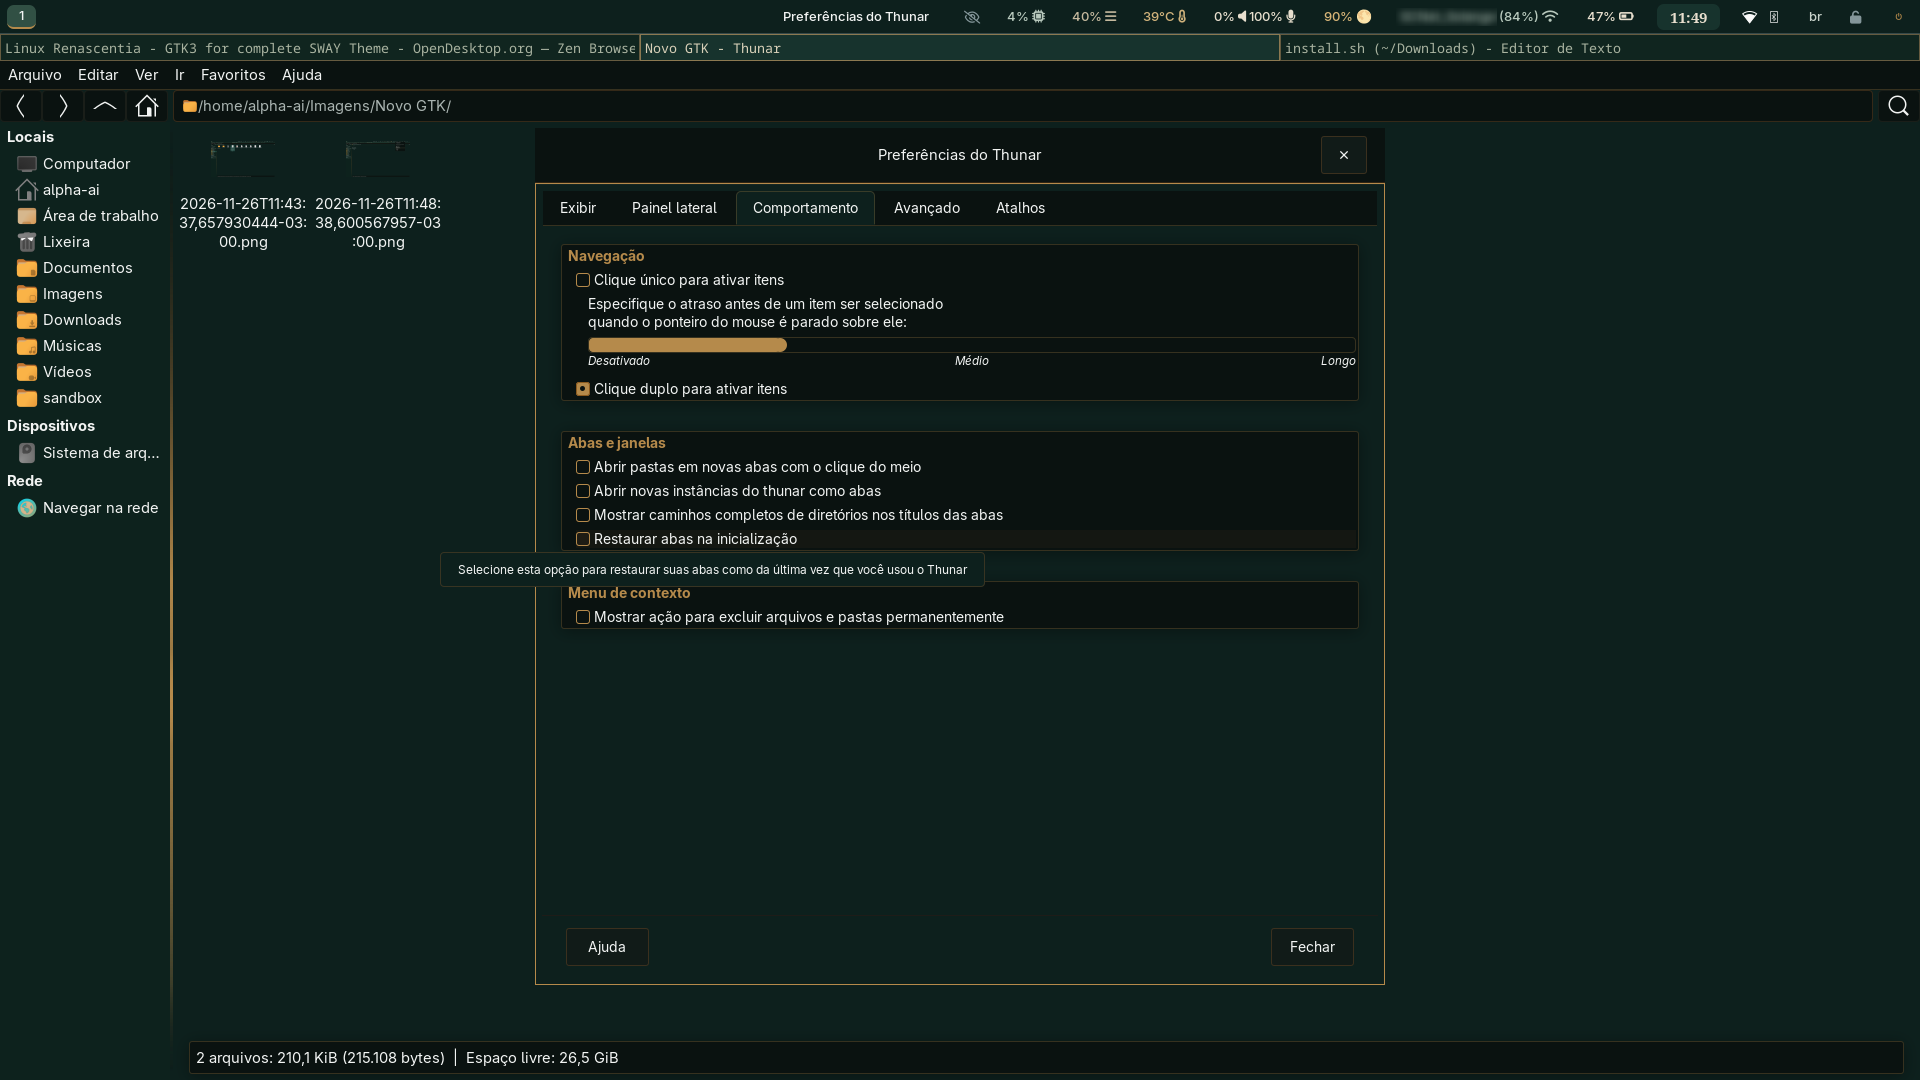 1
Preferências do Thunar
4%
40%
39°C
0%
100%
90%
(84%)
47%
11:49
br
Linux Renascentia - GTK3 for complete SWAY Theme - OpenDesktop.org — Zen Browse
Novo GTK - Thunar
install.sh (~/Downloads) - Editor de Texto
Arquivo Editar Ver Ir Favoritos Ajuda
/home/alpha-ai/Imagens/Novo GTK/
Locais
Computador
alpha-ai
Área de trabalho
Lixeira
Documentos
Imagens
Downloads
Músicas
Vídeos
sandbox
Dispositivos
Sistema de arq...
Rede
Navegar na rede
2026-11-26T11:43:
37,657930444-03:
00.png
2026-11-26T11:48:
38,600567957-03
:00.png
Preferências do Thunar
Exibir Painel lateral Comportamento Avançado Atalhos
Navegação
Clique único para ativar itens
Especifique o atraso antes de um item ser selecionado
quando o ponteiro do mouse é parado sobre ele:
Desativado Médio Longo
Clique duplo para ativar itens
Abas e janelas
Abrir pastas em novas abas com o clique do meio
Abrir novas instâncias do thunar como abas
Mostrar caminhos completos de diretórios nos títulos das abas
Restaurar abas na inicialização
Selecione esta opção para restaurar suas abas como da última vez que você usou o Thunar
Menu de contexto
Mostrar ação para excluir arquivos e pastas permanentemente
Ajuda
Fechar
2 arquivos: 210,1 KiB (215.108 bytes) | Espaço livre: 26,5 GiB